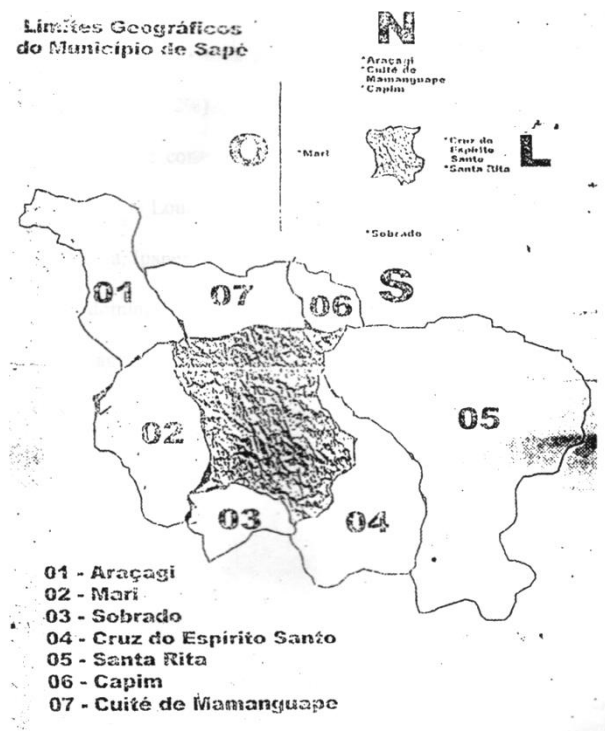 Limites Geográficos
do Município de Sapé
N
*Araçagi
*Cuité de
Mamanguape
*Capim
O
*Mari
*Cruz do
Espírito
Santo
*Santa Rita
L
*Sobrado
S
01
07
06
05
02
03
04
01 - Araçagi
02 - Mari
03 - Sobrado
04 - Cruz do Espírito Santo
05 - Santa Rita
06 - Capim
07 - Cuité de Mamanguape